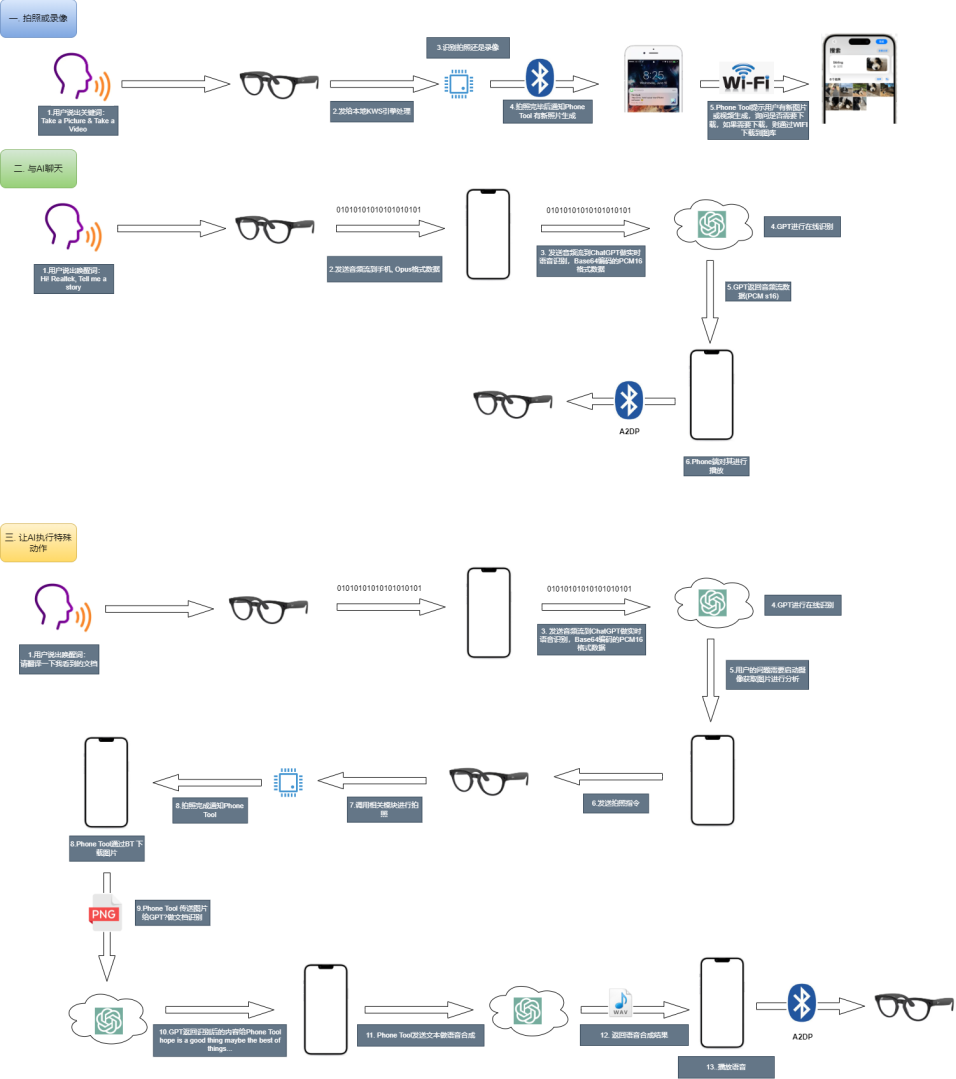 一. 拍照或录像
1.用户说出关键词:
Take a Picture & Take a
Video
2.发给本地KWS引擎处理
3.识别拍照还是录像
4.拍照完毕后通知Phone
Tool 有新照片生成
8:25
Wi-Fi
搜索
5.Phone Tool提示用户有新图片
或视频生成，询问是否需要下
载，如果需要下载，则通过WIFI
下载到图库
二. 与AI聊天
1.用户说出唤醒词:
Hi! Realtek, Tell me a
story
01010101010101010101
2.发送音频流到手机, Opus格式数据
01010101010101010101
3. 发送音频流到ChatGPT做实时
语音识别，Base64编码的PCM16
格式数据
4.GPT进行在线识别
5.GPT返回音频流数
据(PCM s16)
A2DP
6.Phone端对其进行
播放
三. 让AI执行特殊
动作
1.用户说出唤醒词:
请翻译一下我看到的文档
01010101010101010101
01010101010101010101
3. 发送音频流到ChatGPT做实时
语音识别，Base64编码的PCM16
格式数据
4.GPT进行在线识别
5.用户的问题需要启动摄
像获取图片进行分析
6.发送拍照指令
7.调用相关模块进行拍
照
8.拍照完成通知Phone
Tool
8.Phone Tool通过BT 下
载图片
PNG
9.Phone Tool 传送图片
给GPT?做文档识别
10.GPT返回识别后的内容给Phone Tool
hope is a good thing maybe the best of
things...
11. Phone Tool发送文本做语音合成
WAV
12. 返回语音合成结果
13. 播放语音
A2DP